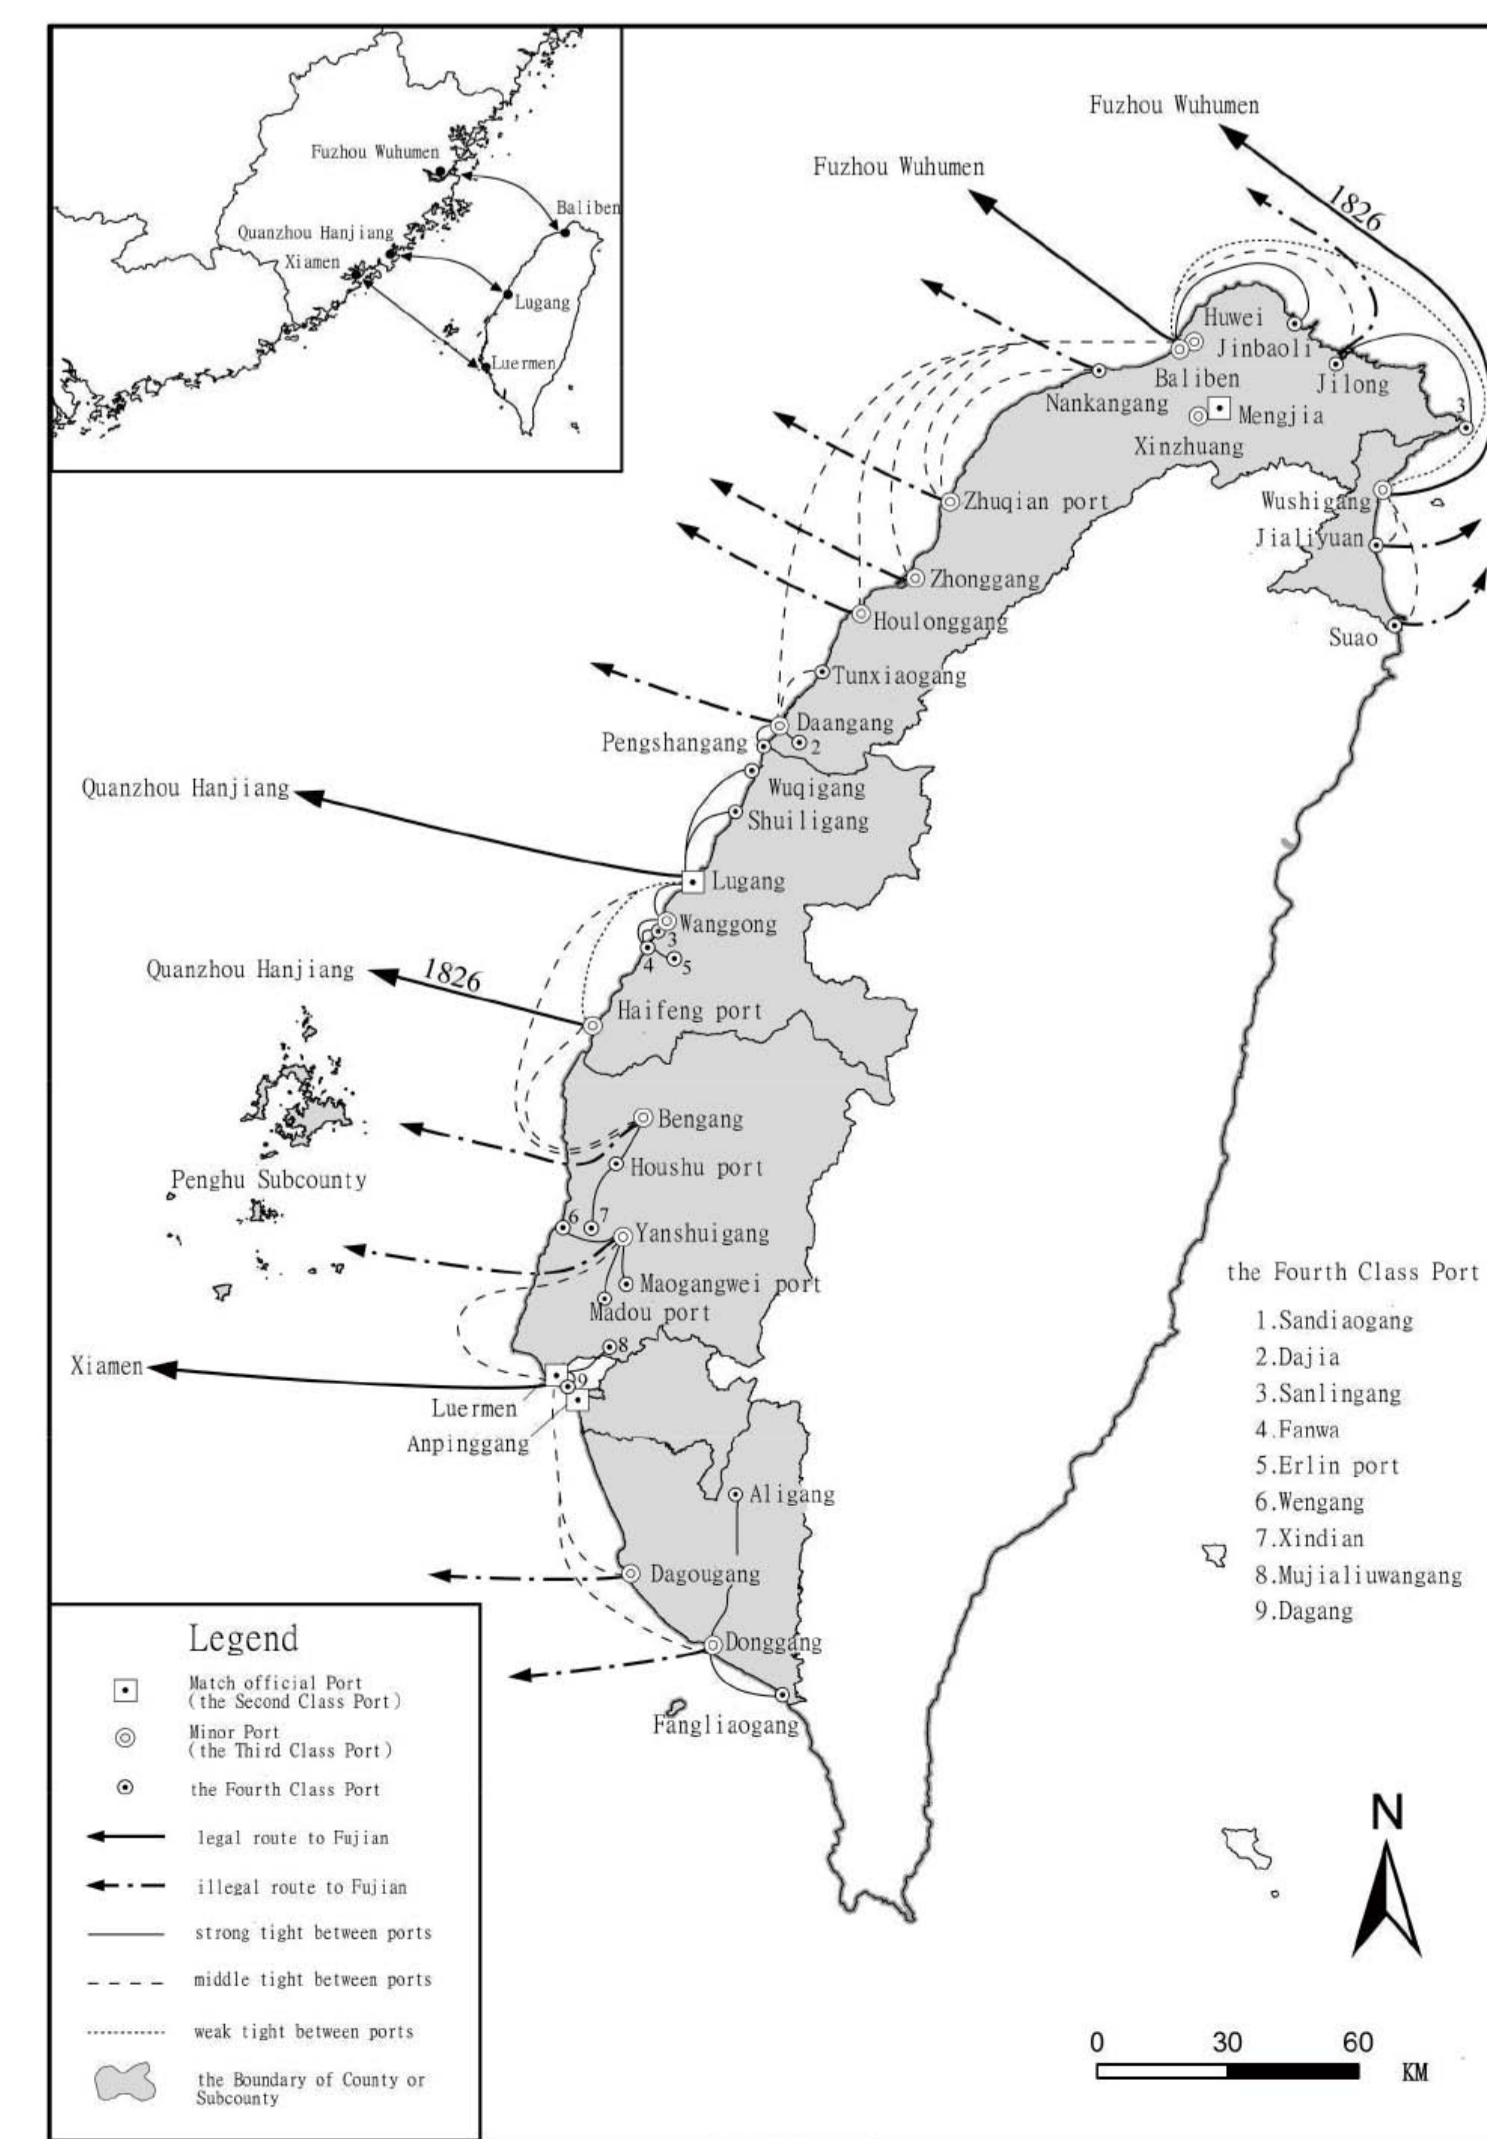 Fuzhou Wuhumen
Baliben
Quanzhou Hanjiang
Xiamen
Lugang
Luermen
Fuzhou Wuhumen
1826
Fuzhou Wuhumen
Huwei
Jinbaoli
Baliben
Jilong
Nankangang
Mengjia
Xinzhuang
3
Zhuqian port
Wushigang
Jialiyuan
Zhonggang
Houlonggang
Suao
Tunxiaogang
Daangang
Pengshangang
2
Wuqigang
Quanzhou Hanjiang
Shuiligang
Lugang
Wanggong
3
4
5
Quanzhou Hanjiang
1826
Haifeng port
Bengang
Houshu port
Penghu Subcounty
6
7
Yanshuigang
Maogangwei port
Madou port
8
Xiamen
9
Luermen
Anpinggang
Aligang
Dagougang
Donggang
Fangliaogang
the Fourth Class Port
1.Sandiaogang
2.Dajia
3.Sanlingang
4.Fanwa
5.Erlin port
6.Wengang
7.Xindian
8.Mujialiuwangang
9.Dagang
Legend
Match official Port
(the Second Class Port)
Minor Port
(the Third Class Port)
the Fourth Class Port
legal route to Fujian
illegal route to Fujian
strong tight between ports
middle tight between ports
weak tight between ports
the Boundary of County or
Subcounty
N
0 30 60
KM